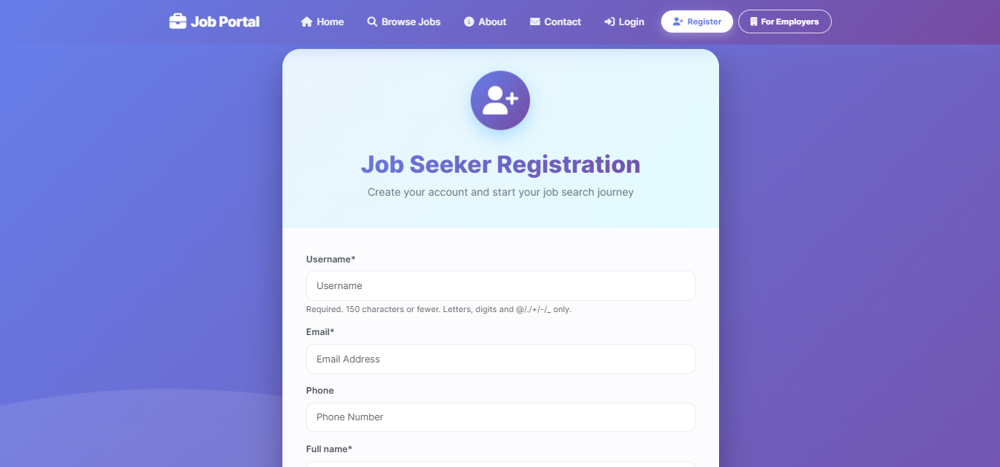 Job Portal Home Browse Jobs About Contact Login Register For Employers
Job Seeker Registration
Create your account and start your job search journey
Username*
Username
Required. 150 characters or fewer. Letters, digits and @/./+/-/_ only.
Email*
Email Address
Phone
Phone Number
Full name*